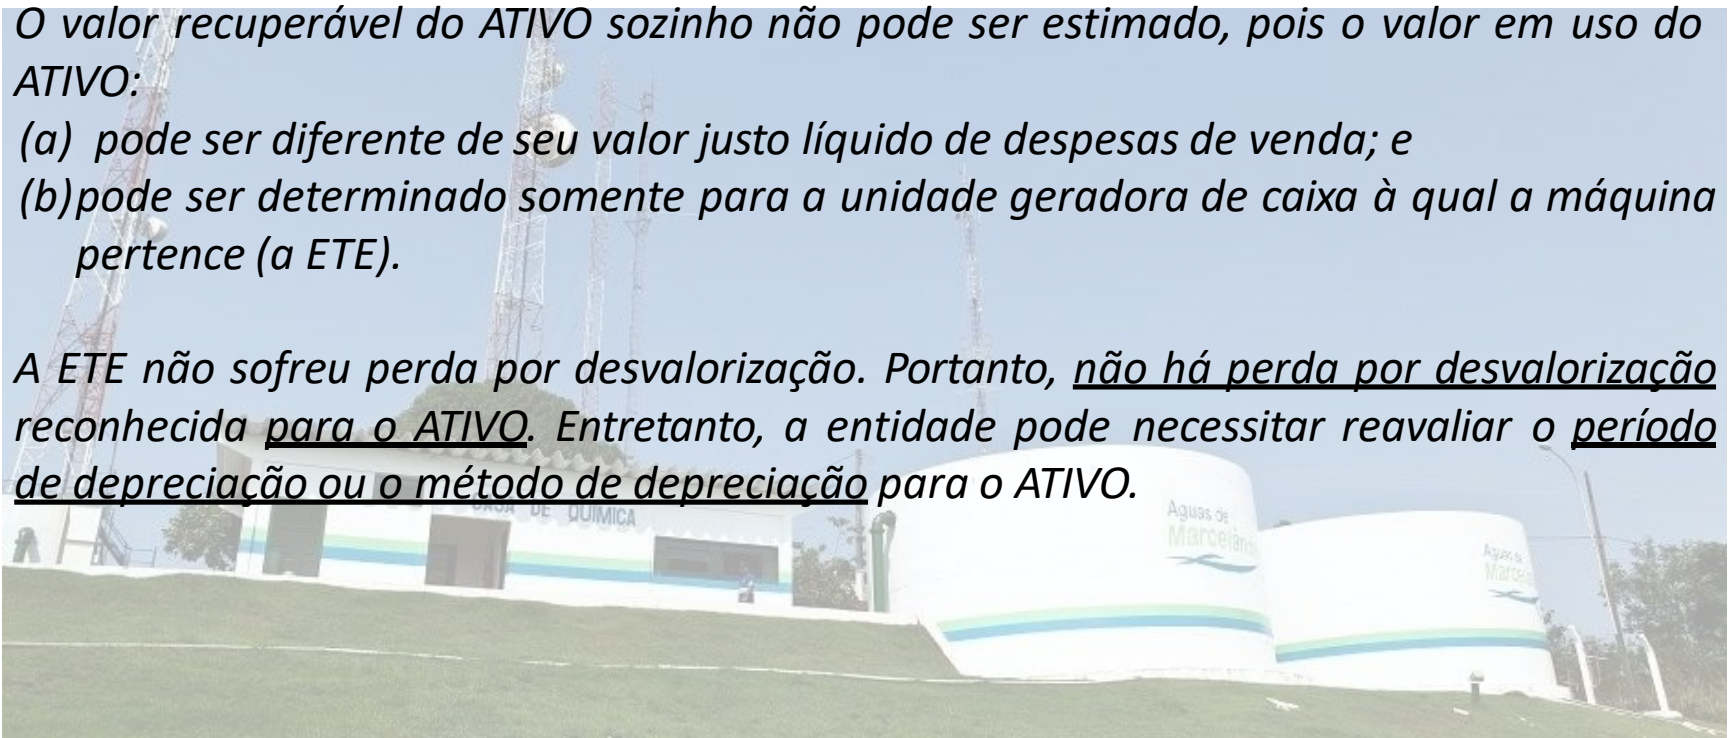 O valor recuperável do ATIVO sozinho não pode ser estimado, pois o valor em uso do
ATIVO:
(a) pode ser diferente de seu valor justo líquido de despesas de venda; e
(b) pode ser determinado somente para a unidade geradora de caixa à qual a máquina
pertence (a ETE).
A ETE não sofreu perda por desvalorização. Portanto, não há perda por desvalorização
reconhecida para o ATIVO. Entretanto, a entidade pode necessitar reavaliar o período
de depreciação ou o método de depreciação para o ATIVO.
CASA DE QUIMICA
Aguas de
Aguas de